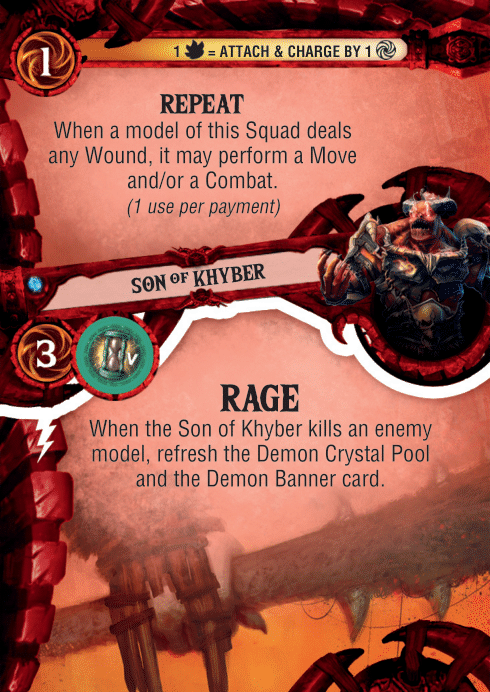 1
1 = ATTACH & CHARGE BY 1
REPEAT
When a model of this Squad deals
any Wound, it may perform a Move
and/or a Combat.
(1 use per payment)
SON OF KHYBER
3
V
RAGE
When the Son of Khyber kills an enemy
model, refresh the Demon Crystal Pool
and the Demon Banner card.